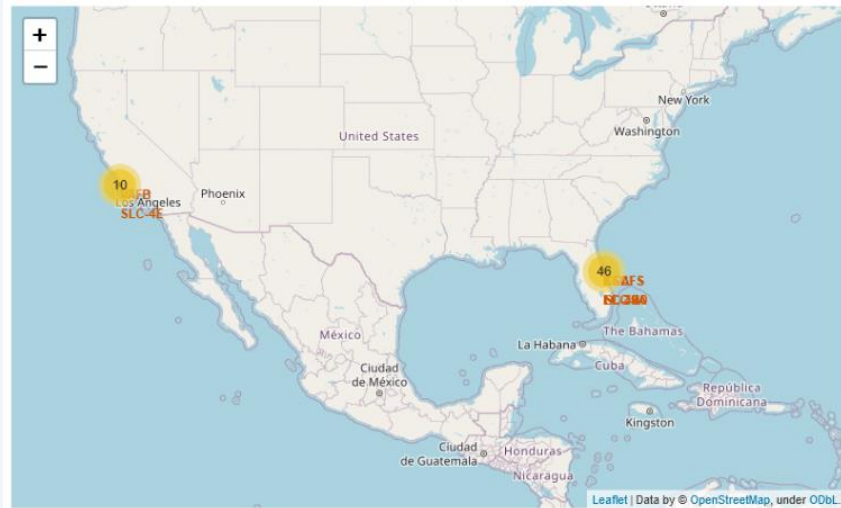 +
−
Ottawa
New York
Washington
United States
10
Los Angeles
SLC-4E
Phoenix
46
The Bahamas
México
La Habana
Cuba
Ciudad
de México
República
Dominicana
Kingston
Ciudad
de Guatemala
Honduras
Nicaragua
Leaflet | Data by © OpenStreetMap, under ODbL.